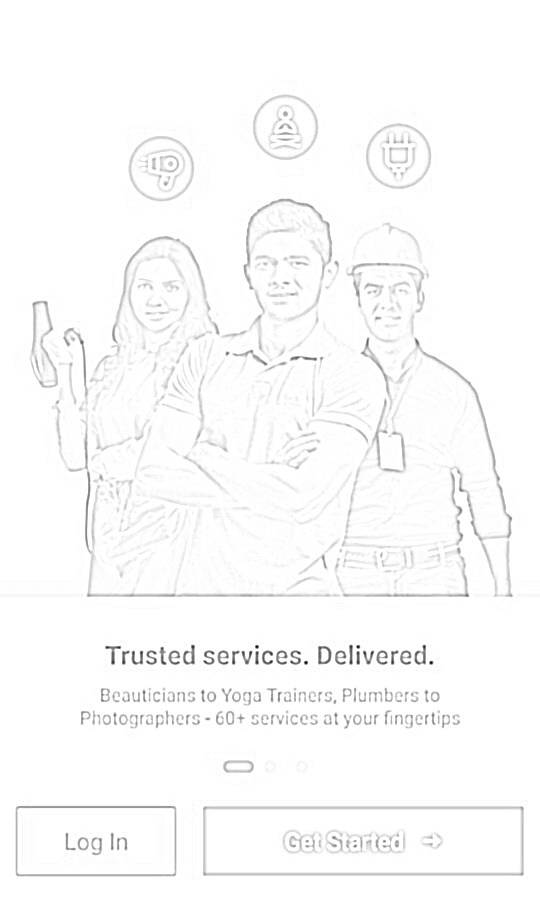 Trusted services. Delivered.
Beauticians to Yoga Trainers, Plumbers to
Photographers - 60+ services at your fingertips
Log In
Get Started →